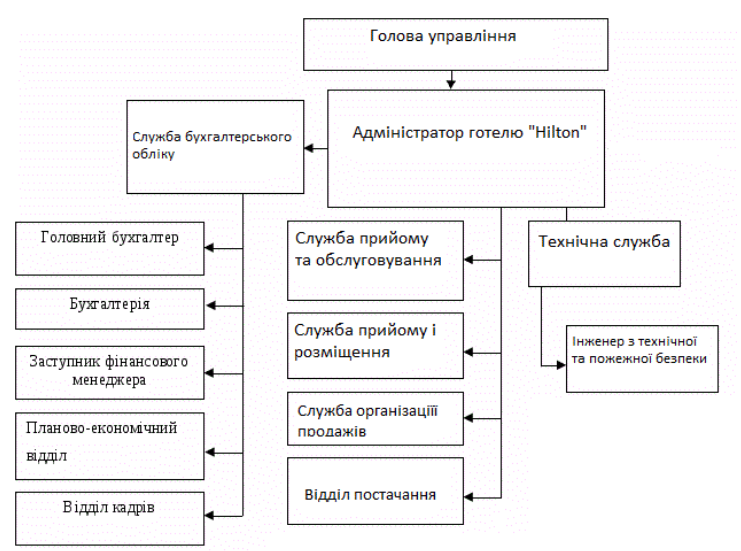 Голова управління
Адміністратор готелю "Hilton"
Служба бухгалтерського
обліку
Головний бухгалтер
Бухгалтерія
Заступник фінансового
менеджера
Планово-економічний
відділ
Відділ кадрів
Служба прийому
та обслуговування
Служба прийому і
розміщення
Служба організаціїї
продажів
Відділ постачання
Технічна служба
Інженер з технічної
та пожежної безпеки